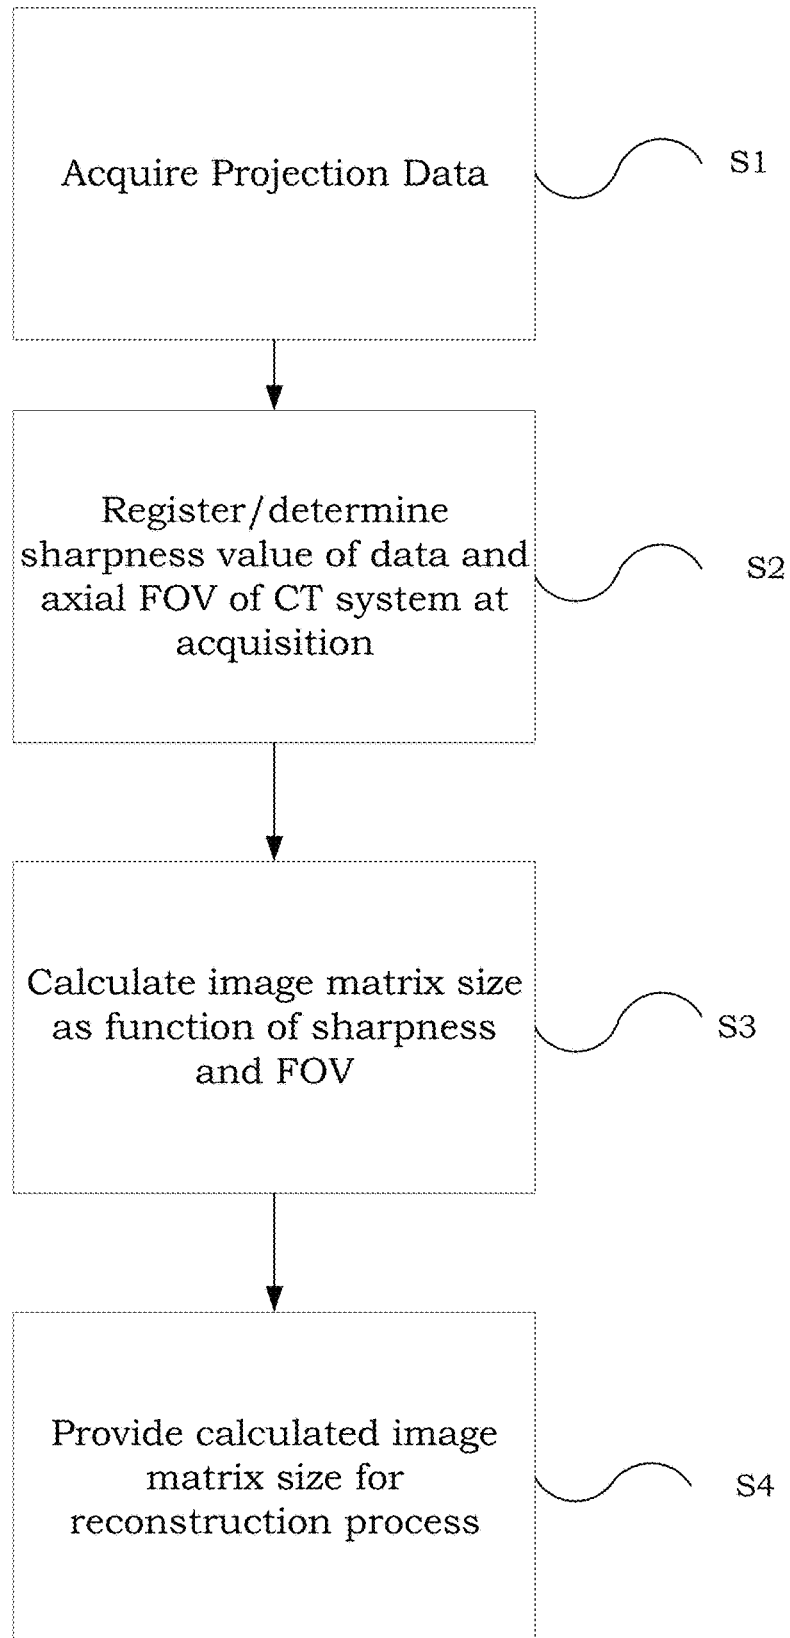 Acquire Projection Data
S1
Register/determine
sharpness value of data and
axial FOV of CT system at
acquisition
S2
Calculate image matrix size
as function of sharpness
and FOV
S3
Provide calculated image
matrix size for
reconstruction process
S4